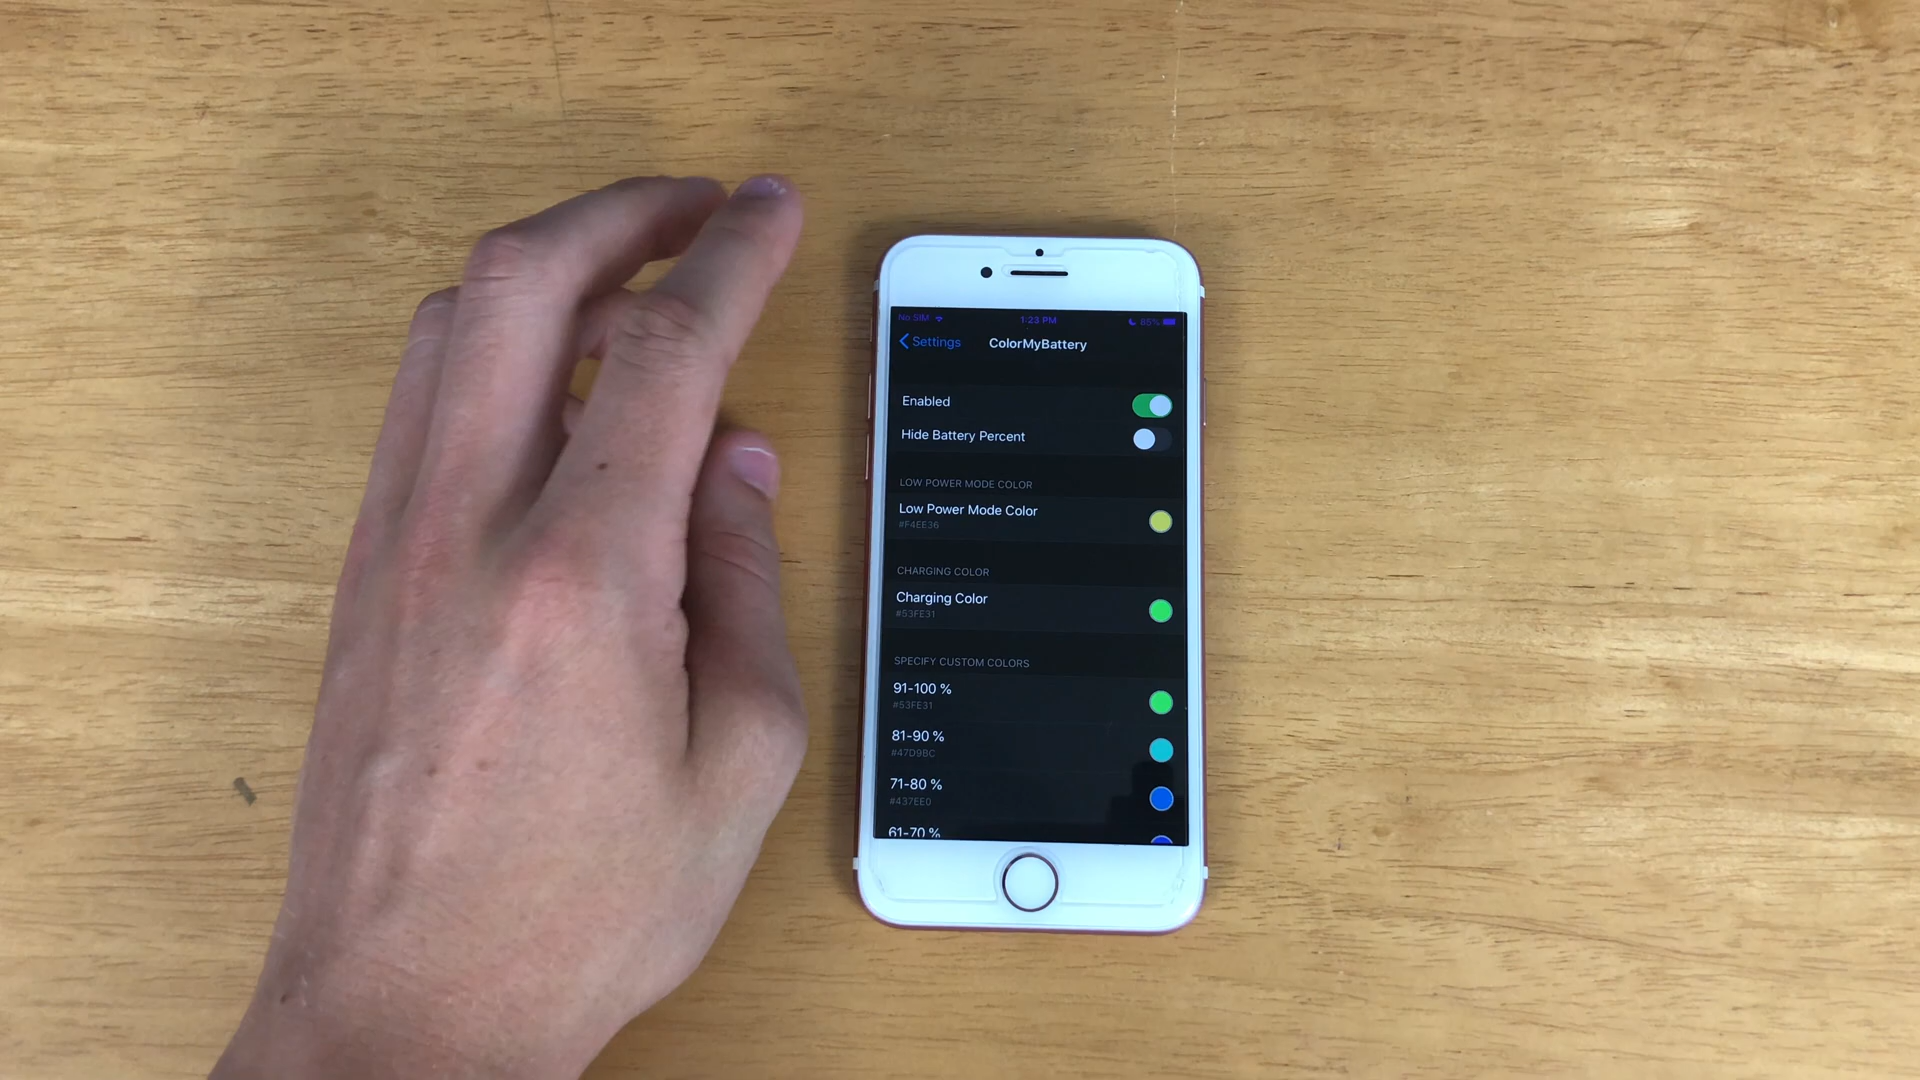 No SIM 1:23 PM 85%
Settings ColorMyBattery
Enabled
Hide Battery Percent
LOW POWER MODE COLOR
Low Power Mode Color
#F4EE36
CHARGING COLOR
Charging Color
#53FE31
SPECIFY CUSTOM COLORS
91-100 %
#53FE31
81-90 %
#47D9BC
71-80 %
#437EE0
61-70 %